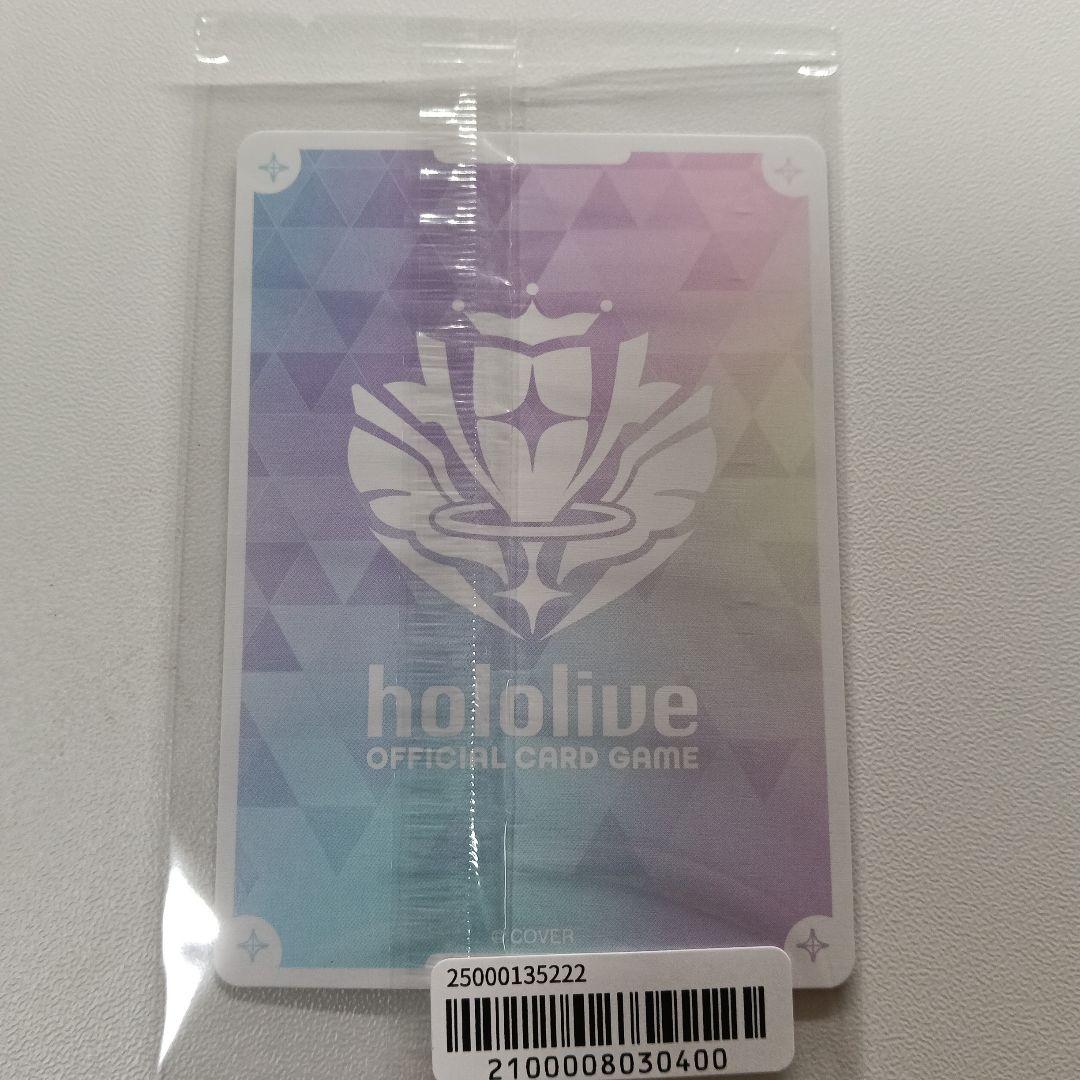 hololive
OFFICIAL CARD GAME
© COVER
25000135222
2100008030400